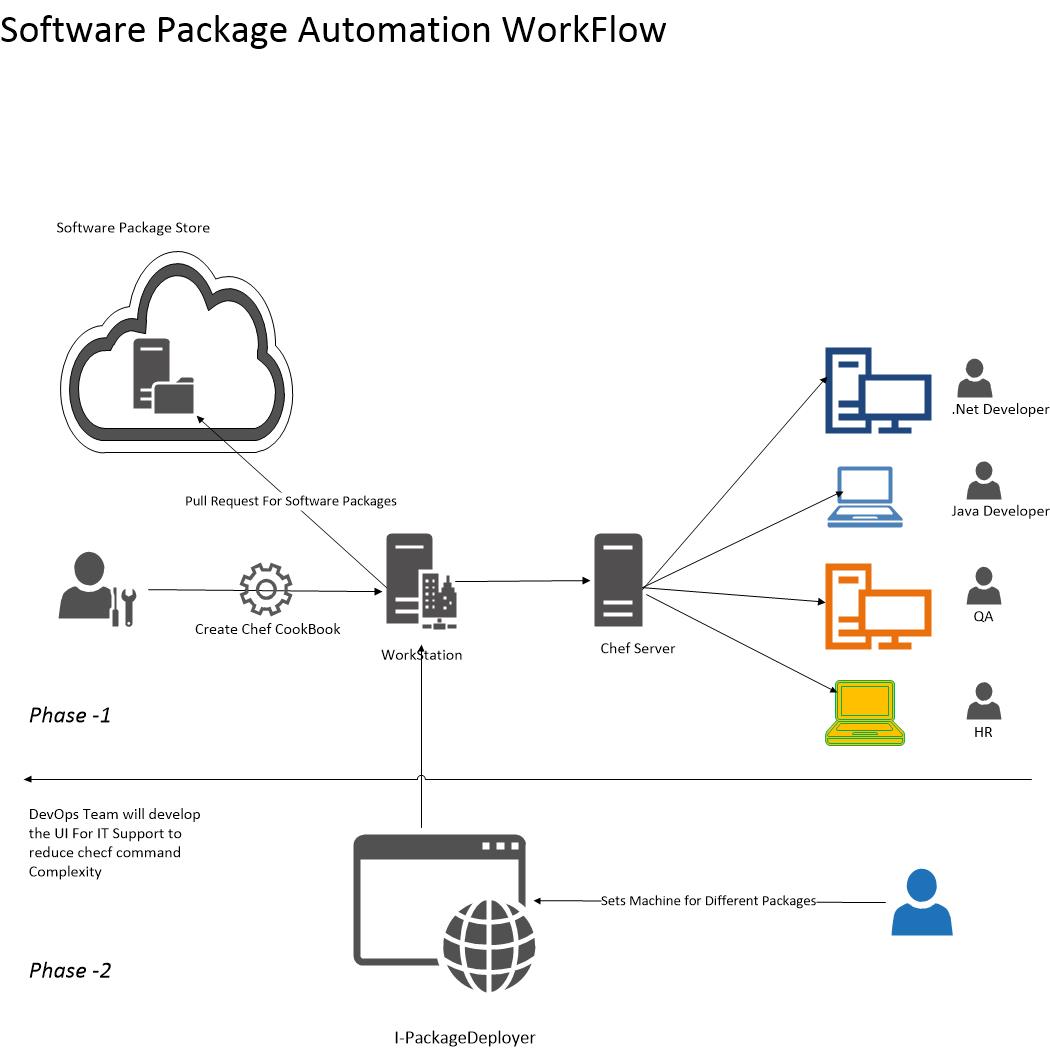 Software Package Automation WorkFlow
Software Package Store
.Net Developer
Pull Request For Software Packages
Java Developer
Create Chef CookBook
WorkStation
Chef Server
QA
Phase -1
HR
DevOps Team will develop
the UI For IT Support to
reduce checf command
Complexity
Sets Machine for Different Packages
Phase -2
I-PackageDeployer